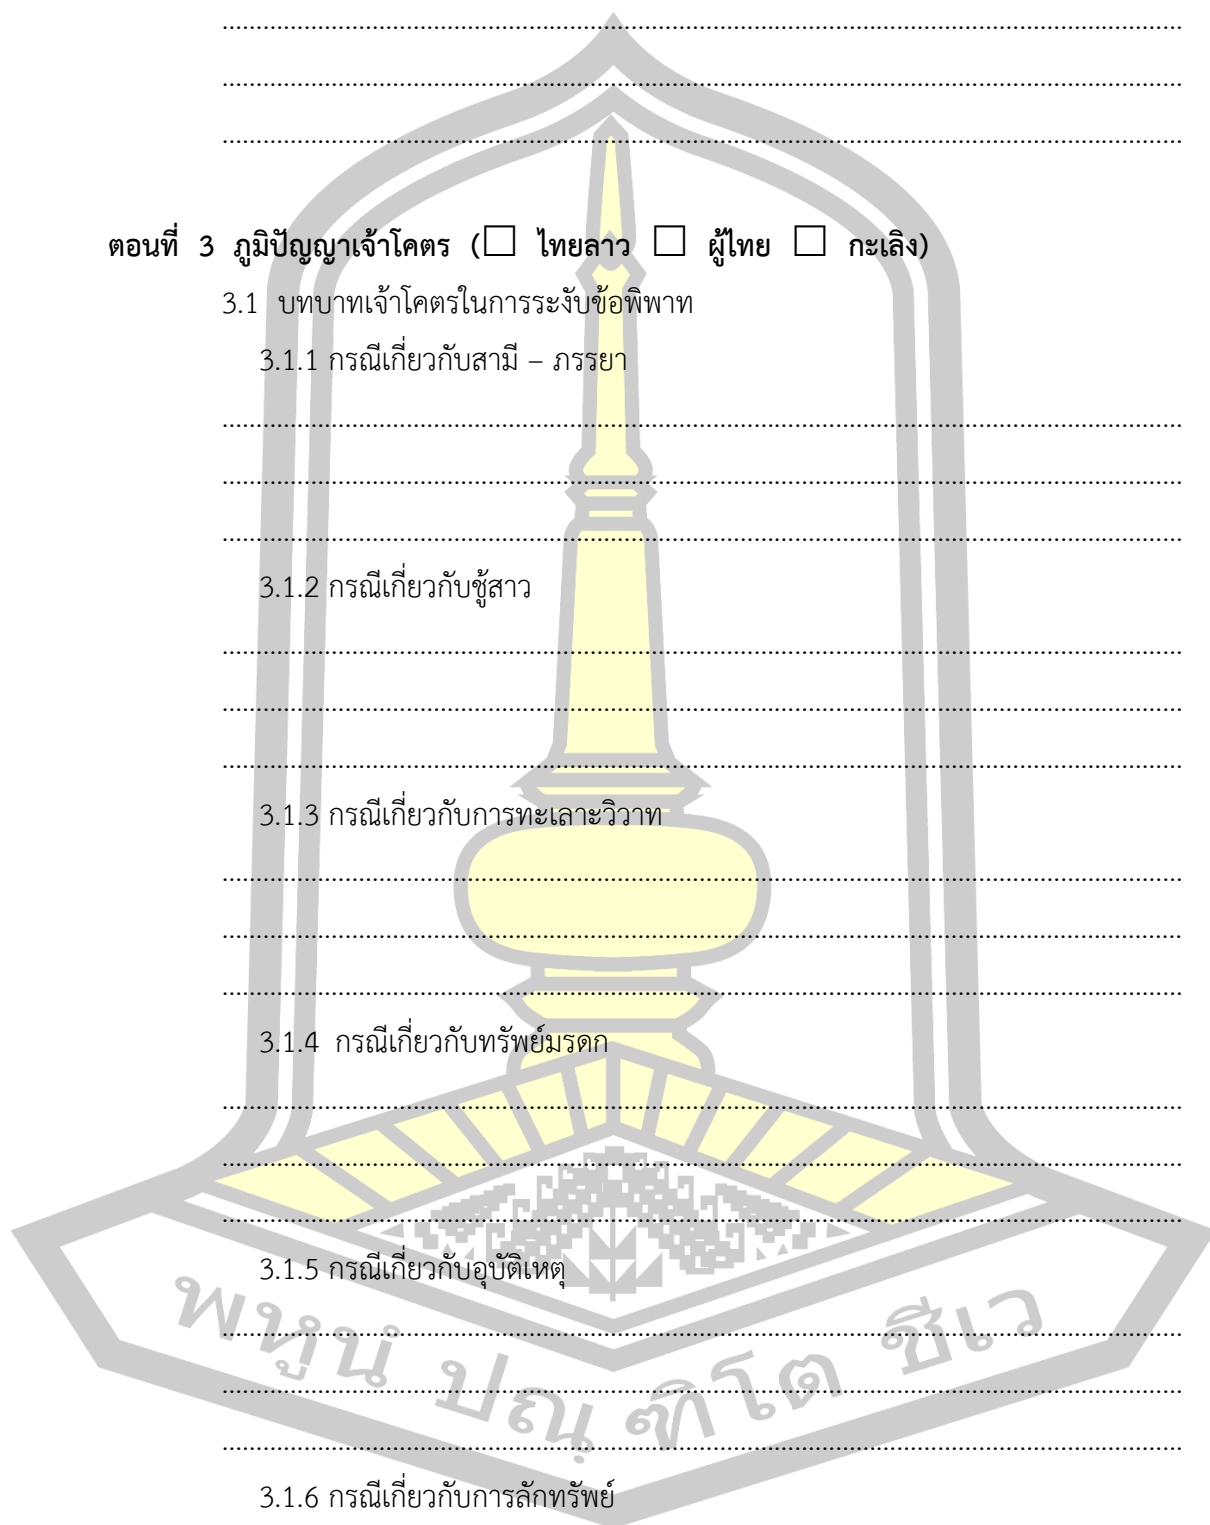 ................................................................................
................................................................................
................................................................................
ตอนที่ 3 ภูมิปัญญาเจ้าโคตร (☐ ไทยลาว ☐ ผู้ไทย ☐ กะเลิง)
3.1 บทบาทเจ้าโคตรในการระงับข้อพิพาท
3.1.1 กรณีเกี่ยวกับสามี – ภรรยา
................................................................................
................................................................................
................................................................................
3.1.2 กรณีเกี่ยวกับชู้สาว
................................................................................
................................................................................
................................................................................
3.1.3 กรณีเกี่ยวกับการทะเลาะวิวาท
................................................................................
................................................................................
................................................................................
3.1.4 กรณีเกี่ยวกับทรัพย์มรดก
................................................................................
................................................................................
................................................................................
3.1.5 กรณีเกี่ยวกับอุบัติเหตุ
................................................................................
................................................................................
................................................................................
พหูนํ ปณฺฑิโต ชีเว
3.1.6 กรณีเกี่ยวกับการลักทรัพย์